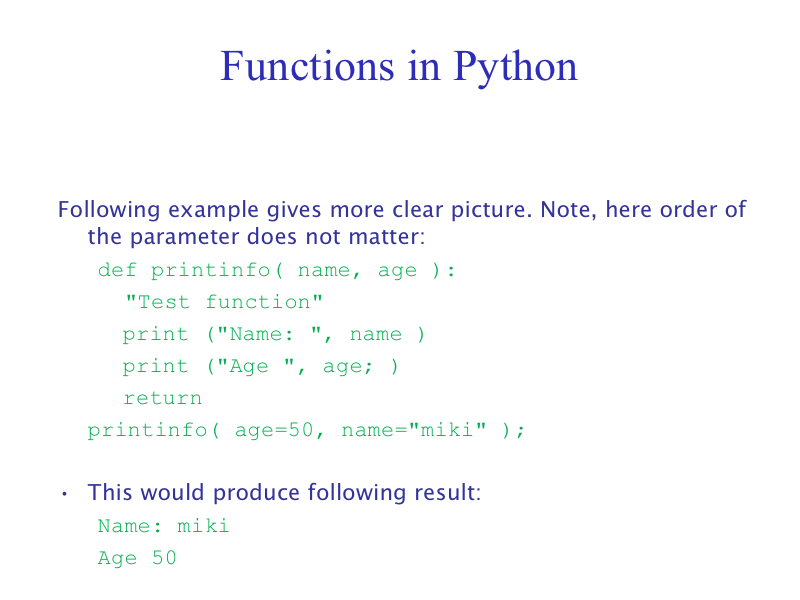 Functions in Python
Following example gives more clear picture. Note, here order of
the parameter does not matter:
def printinfo( name, age ):
"Test function"
print ("Name: ", name )
print ("Age ", age; )
return
printinfo( age=50, name="miki" );
• This would produce following result:
Name: miki
Age 50